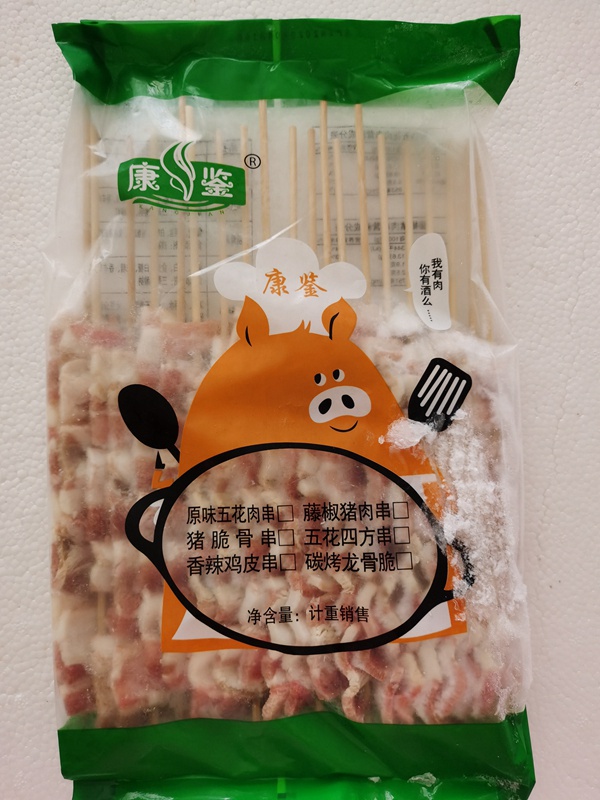 康鉴®
康鉴
我有肉
你有酒么……
原味五花肉串□ 藤椒猪肉串□
猪脆骨串□ 五花四方串□
香辣鸡皮串□ 碳烤龙骨脆□
净含量：计重销售